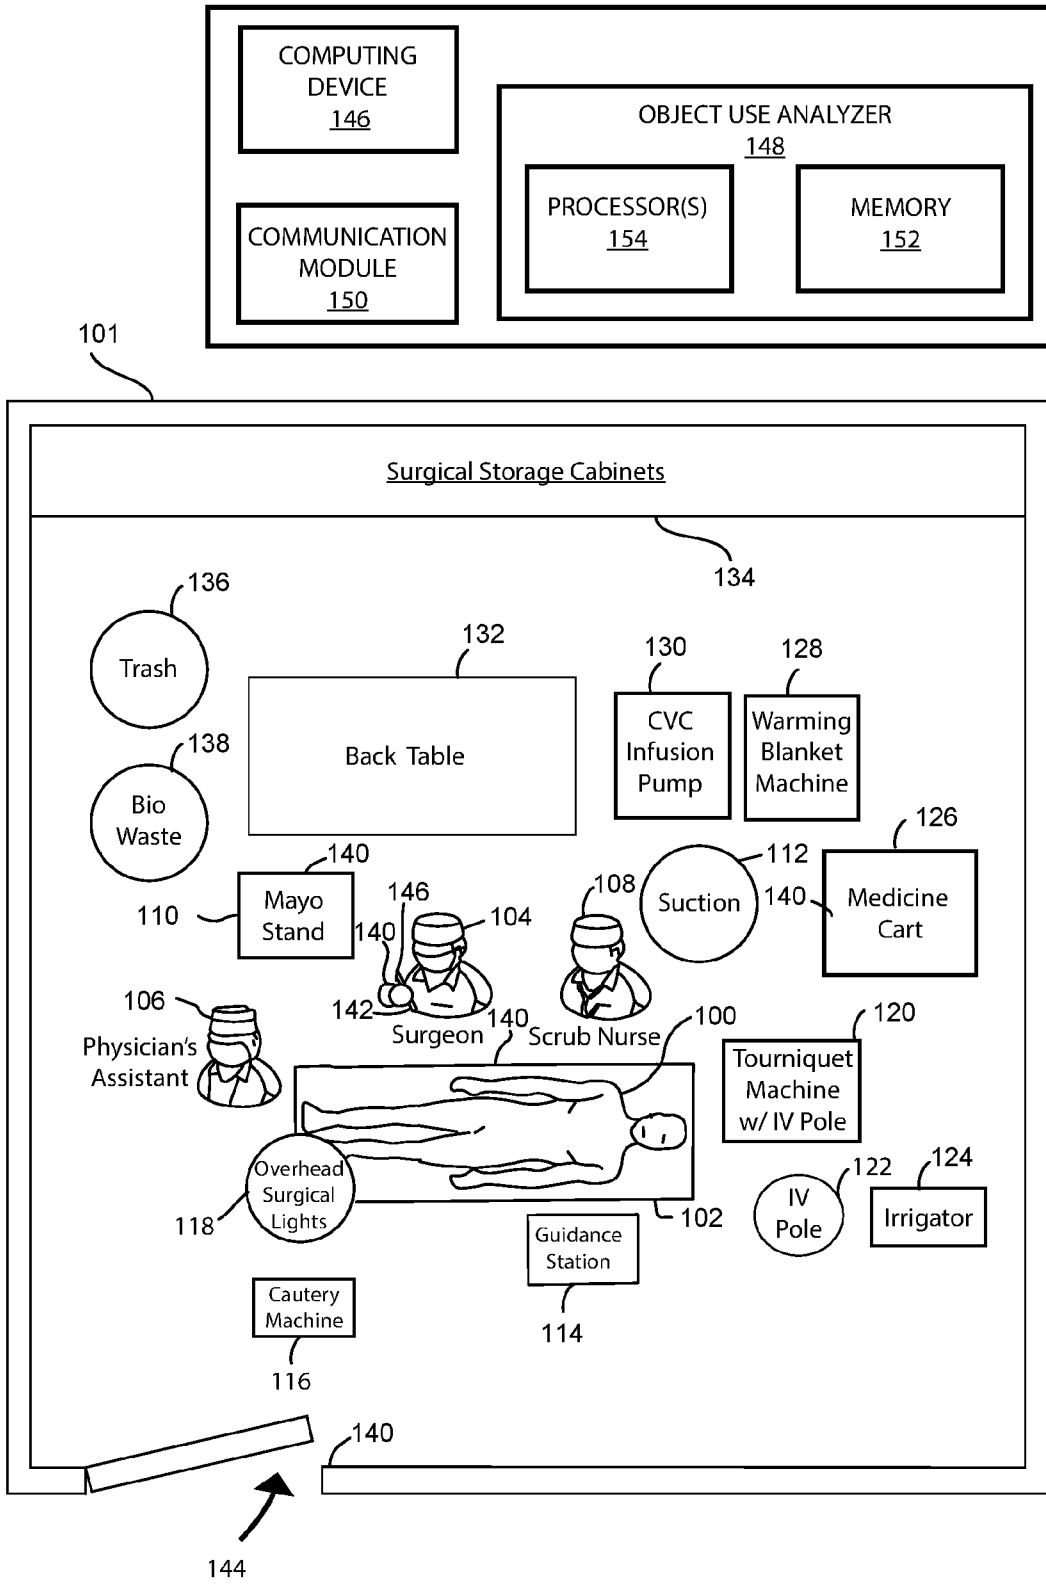 COMPUTING
DEVICE
146
OBJECT USE ANALYZER
148
PROCESSOR(S)
154
MEMORY
152
COMMUNICATION
MODULE
150
101
Surgical Storage Cabinets
134
136
Trash
132
Back Table
130
CVC
Infusion
Pump
128
Warming
Blanket
Machine
138
Bio
Waste
140
110
Mayo
Stand
146
104
140
142
Surgeon
108
Scrub Nurse
112
Suction
126
140
Medicine
Cart
106
Physician's
Assistant
140
100
120
Tourniquet
Machine
w/ IV Pole
Overhead
Surgical
Lights
118
102
122
IV
Pole
124
Irrigator
Guidance
Station
114
Cautery
Machine
116
140
144